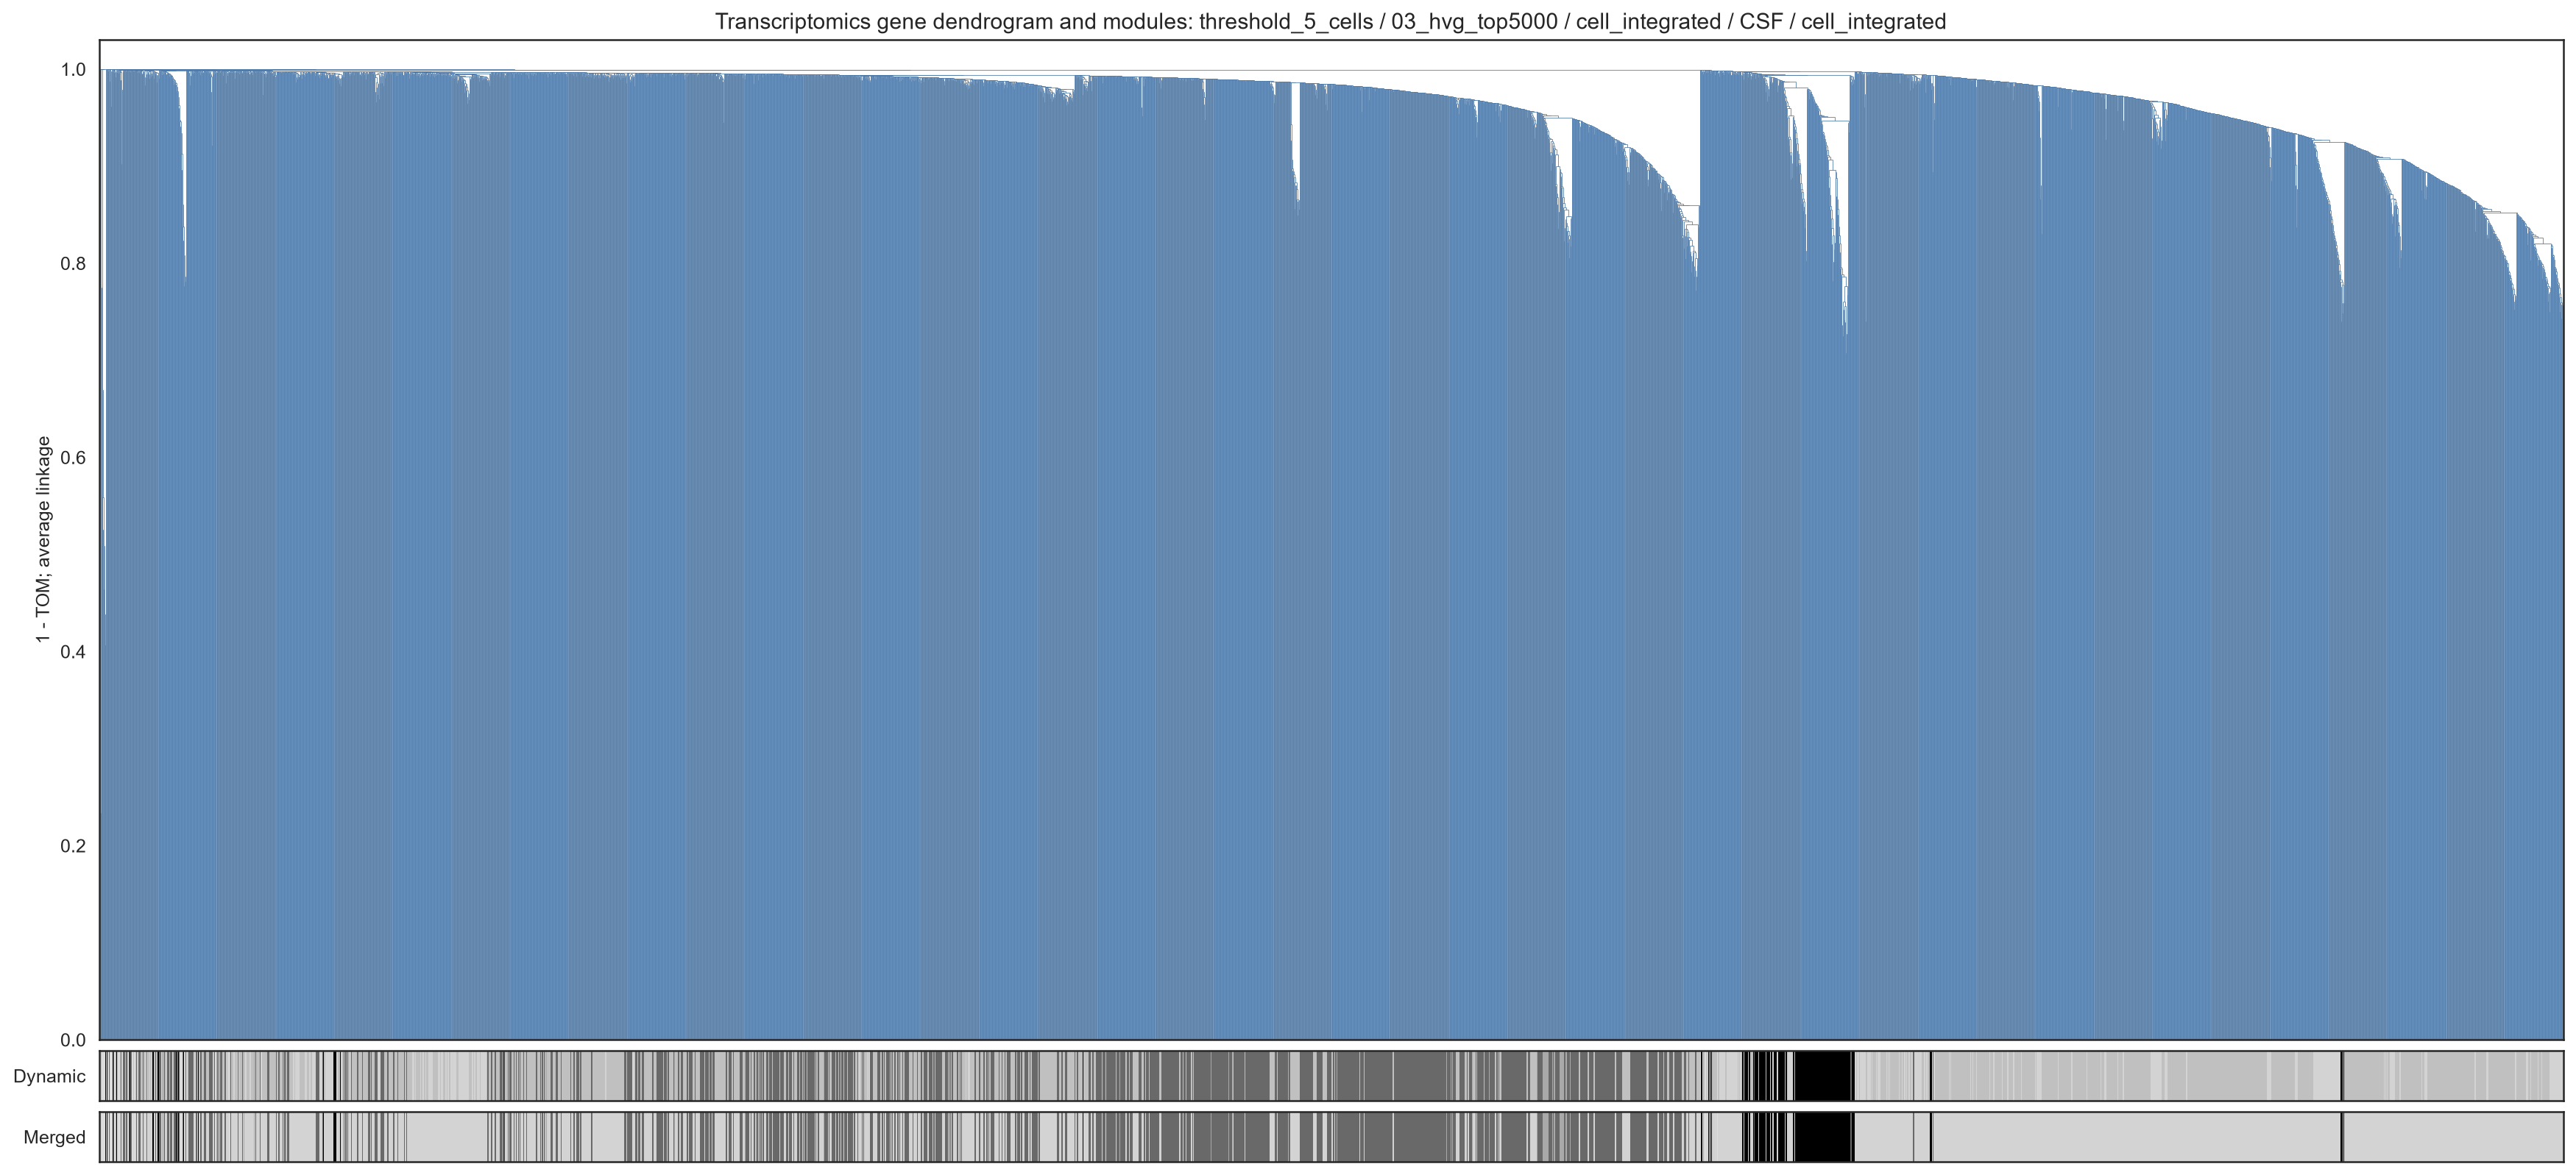 Transcriptomics gene dendrogram and modules: threshold_5_cells / 03_hvg_top5000 / cell_integrated / CSF / cell_integrated
1.0
0.8
0.6
0.4
0.2
0.0
1 - TOM; average linkage
Dynamic
Merged